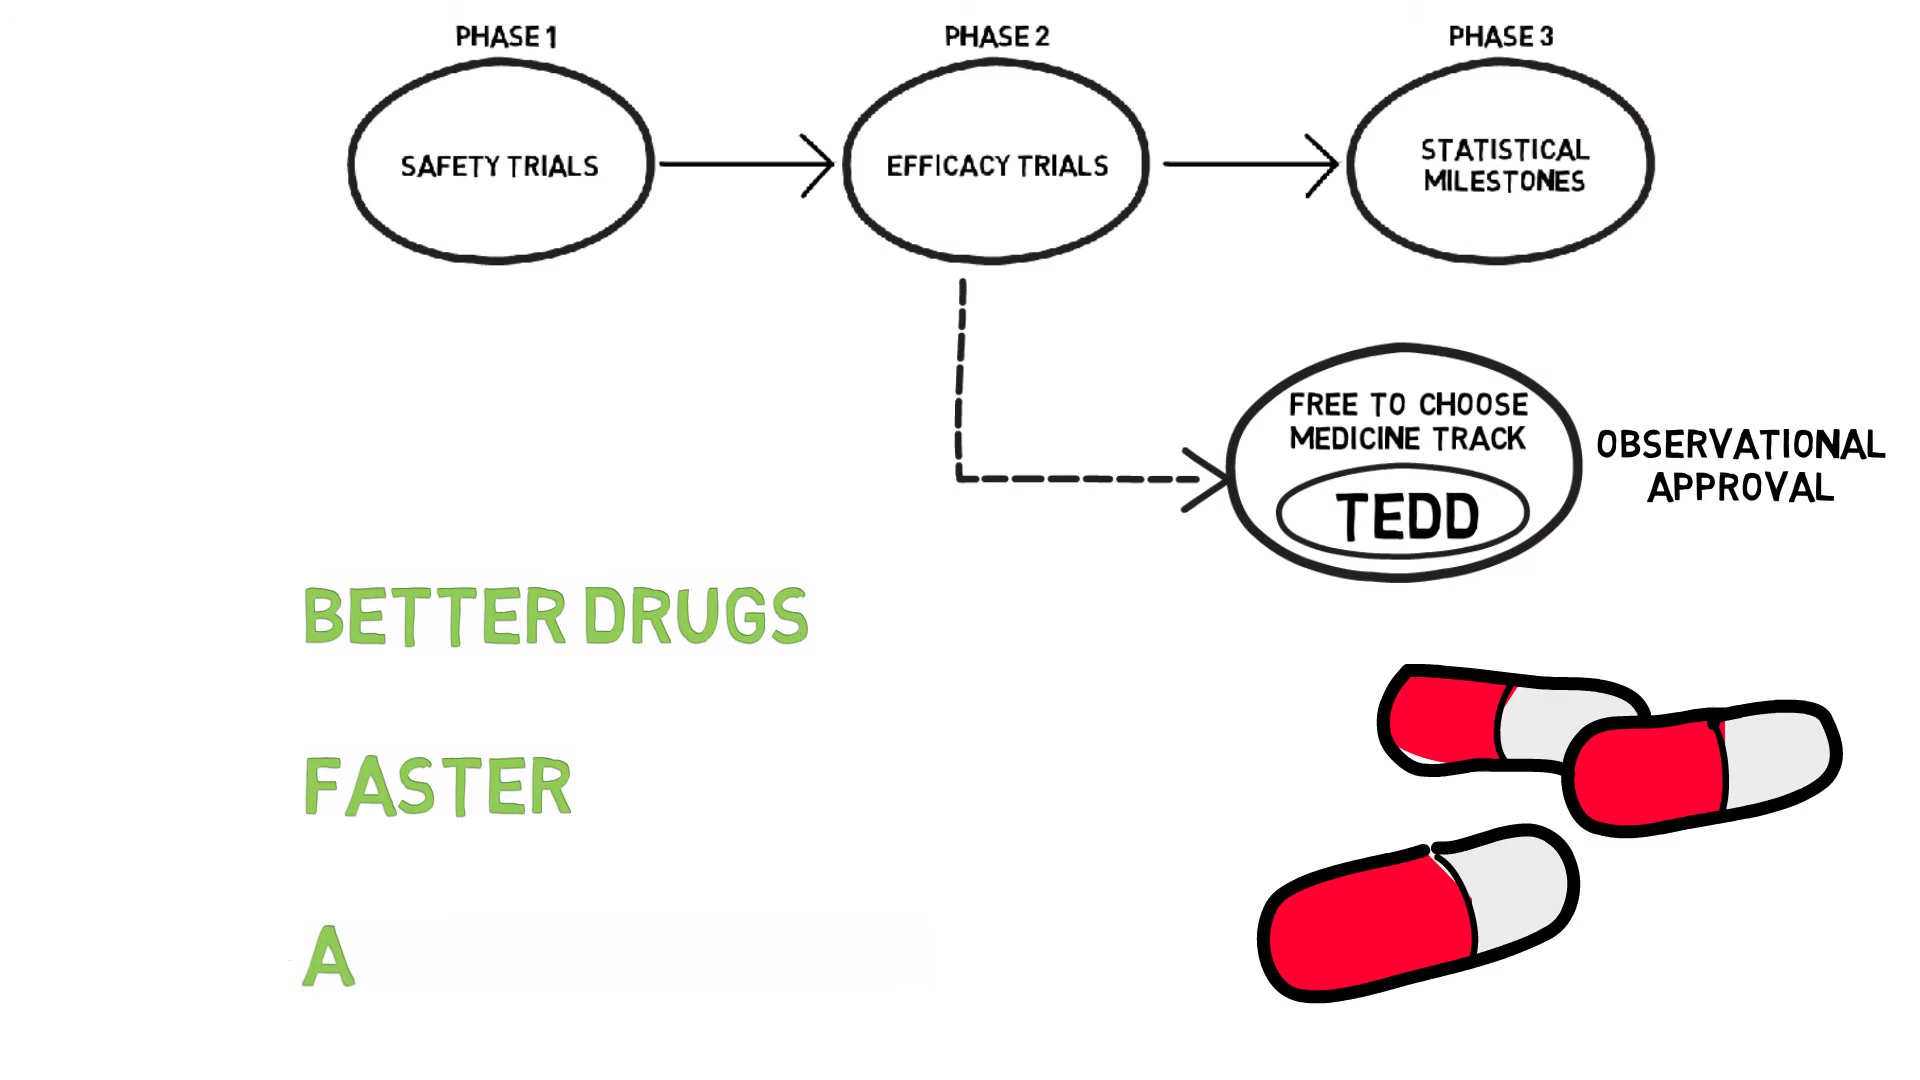 PHASE 1
PHASE 2
PHASE 3
SAFETY TRIALS
EFFICACY TRIALS
STATISTICAL
MILESTONES
FREE TO CHOOSE
MEDICINE TRACK
TEDD
OBSERVATIONAL
APPROVAL
BETTER DRUGS
FASTER
A